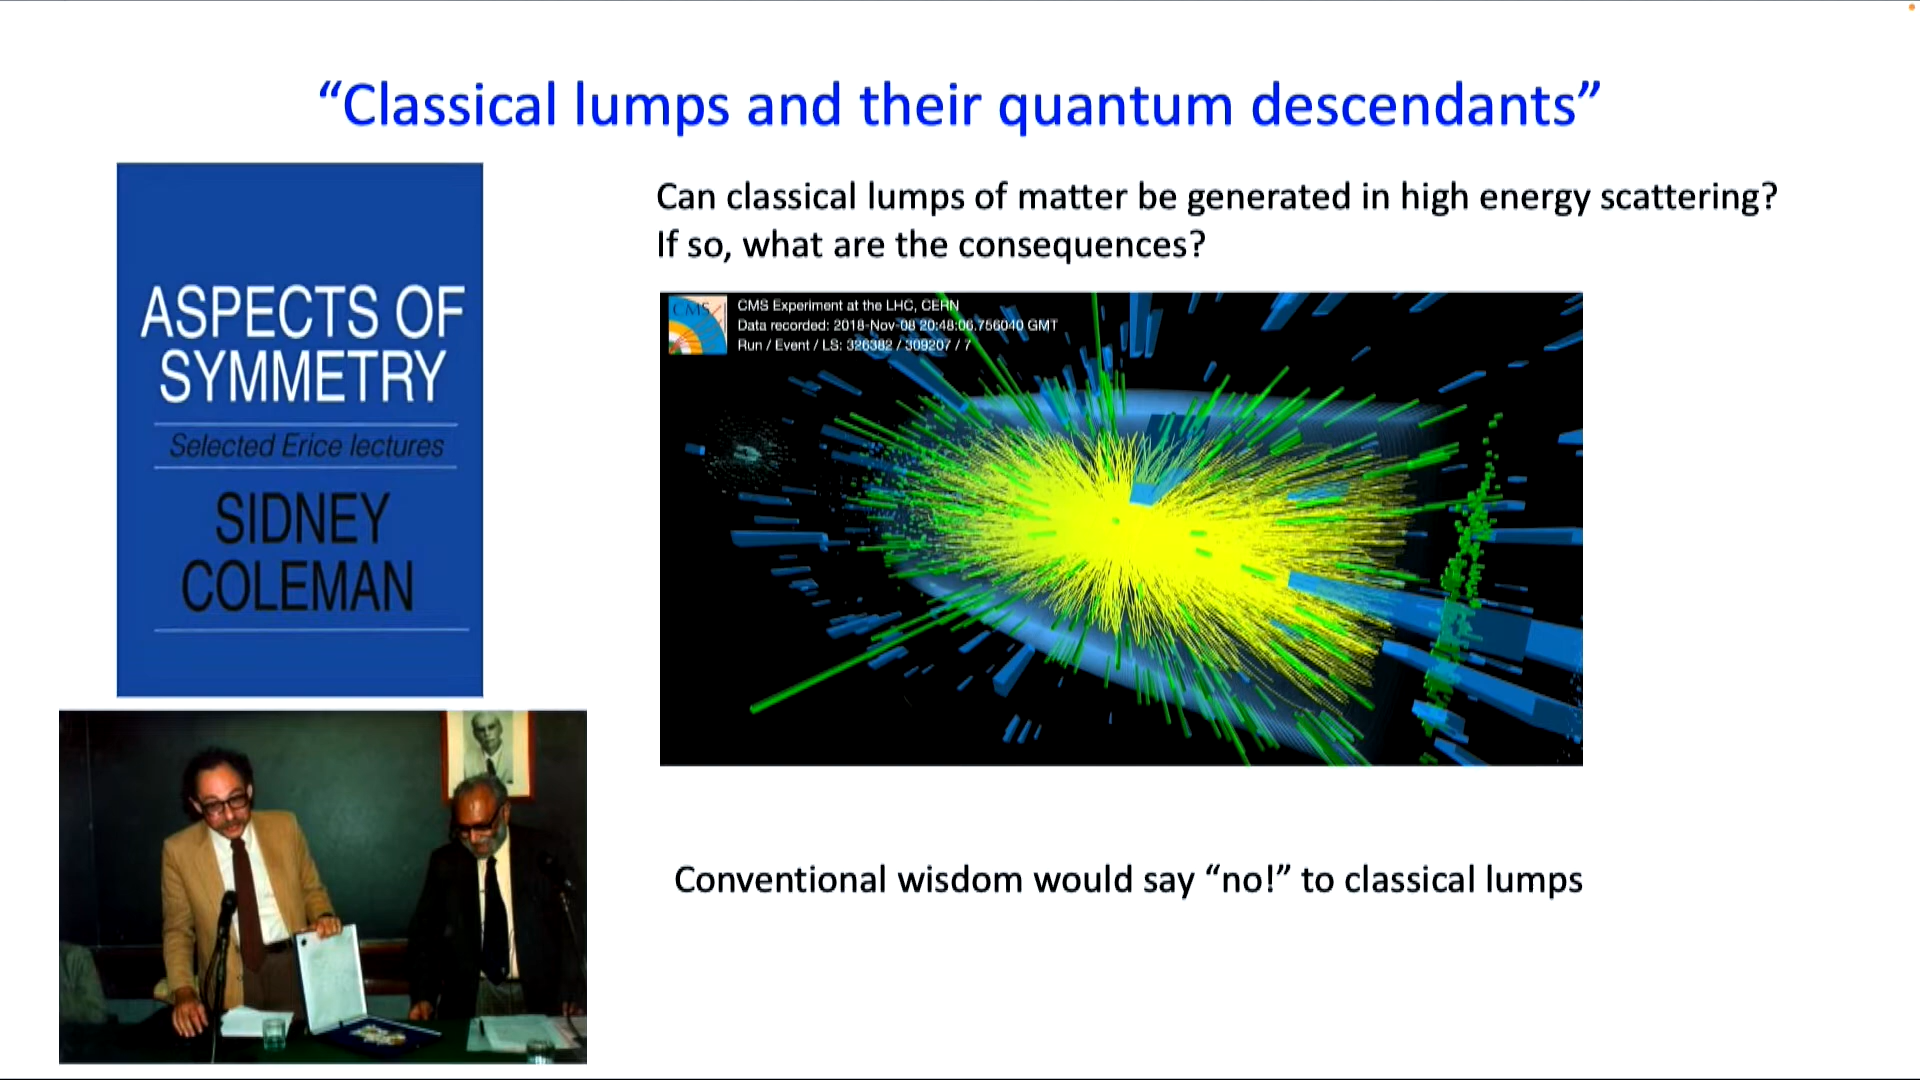 “Classical lumps and their quantum descendants”
ASPECTS OF
SYMMETRY
Selected Erice lectures
SIDNEY
COLEMAN
Can classical lumps of matter be generated in high energy scattering?
If so, what are the consequences?
CMS
CMS Experiment at the LHC, CERN
Data recorded: 2018-Nov-08 20:48:06.756040 GMT
Run / Event / LS: 326382 / 309207 / 7
Conventional wisdom would say “no!” to classical lumps